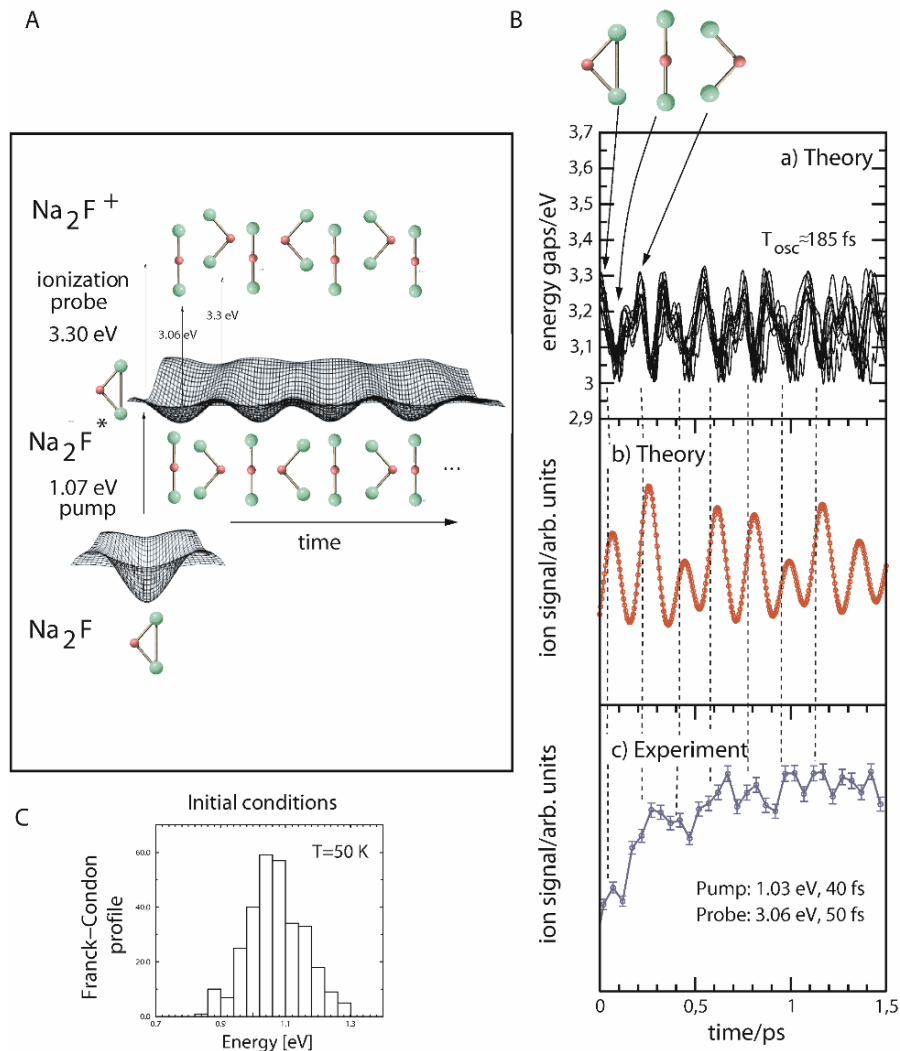 A
Na2F+
ionization
probe
3.30 eV
3.06 eV
3.3 eV
Na2F*
1.07 eV
pump
...
time
Na2F
B
3,7
3,6
3,5
3,4
3,3
3,2
3,1
3
2,9
energy gaps/eV
a) Theory
Tosc≈185 fs
b) Theory
ion signal/arb. units
c) Experiment
ion signal/arb. units
Pump: 1.03 eV, 40 fs
Probe: 3.06 eV, 50 fs
0 0,5 1 1,5
time/ps
C
Initial conditions
T=50 K
60.0
40.0
20.0
0.0
Franck–Condon
profile
0.7 0.9 1.1 1.3
Energy [eV]